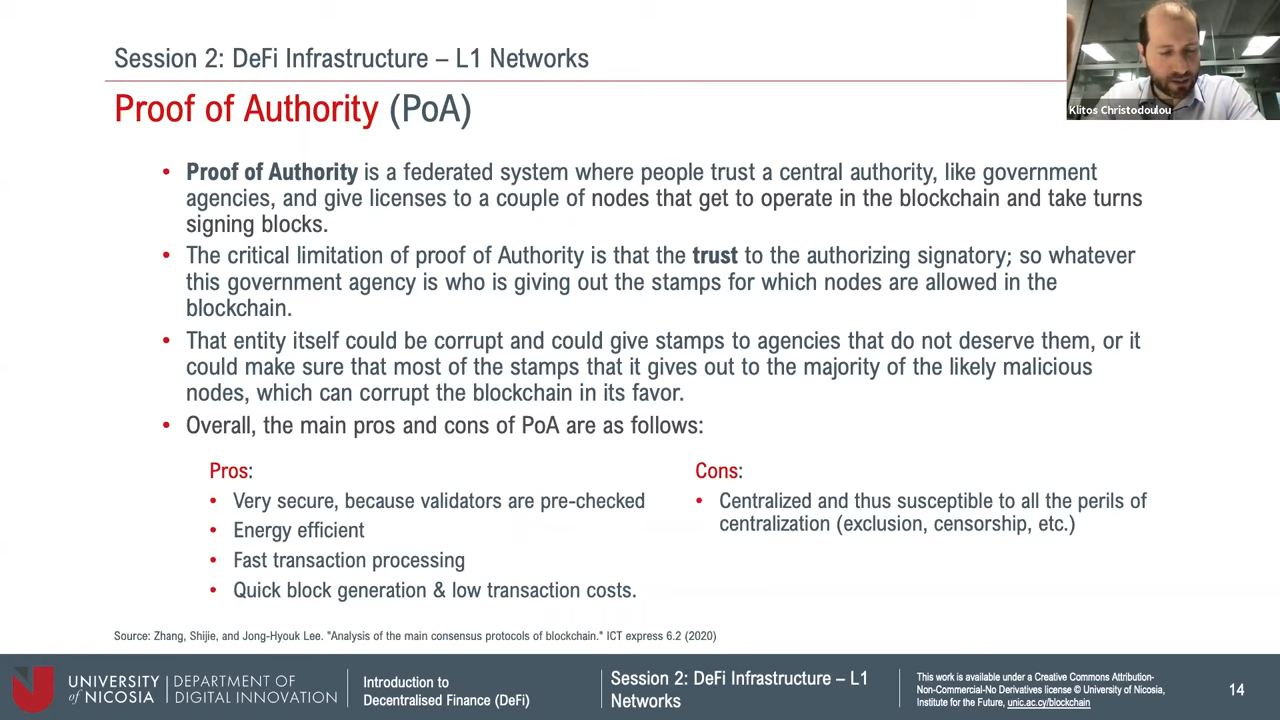 Session 2: DeFi Infrastructure – L1 Networks
Klitos Christodoulou
Proof of Authority (PoA)
• Proof of Authority is a federated system where people trust a central authority, like government
agencies, and give licenses to a couple of nodes that get to operate in the blockchain and take turns
signing blocks.
• The critical limitation of proof of Authority is that the trust to the authorizing signatory; so whatever
this government agency is who is giving out the stamps for which nodes are allowed in the
blockchain.
• That entity itself could be corrupt and could give stamps to agencies that do not deserve them, or it
could make sure that most of the stamps that it gives out to the majority of the likely malicious
nodes, which can corrupt the blockchain in its favor.
• Overall, the main pros and cons of PoA are as follows:
Pros:
• Very secure, because validators are pre-checked
• Energy efficient
• Fast transaction processing
• Quick block generation & low transaction costs.
Cons:
• Centralized and thus susceptible to all the perils of
centralization (exclusion, censorship, etc.)
Source: Zhang, Shijie, and Jong-Hyouk Lee. "Analysis of the main consensus protocols of blockchain." ICT express 6.2 (2020)
UNIVERSITY
of NICOSIA
DEPARTMENT OF
DIGITAL INNOVATION
Introduction to
Decentralised Finance (DeFi)
Session 2: DeFi Infrastructure – L1
Networks
This work is available under a Creative Commons Attribution-
Non-Commercial-No Derivatives license © University of Nicosia,
Institute for the Future, unic.ac.cy/blockchain
14